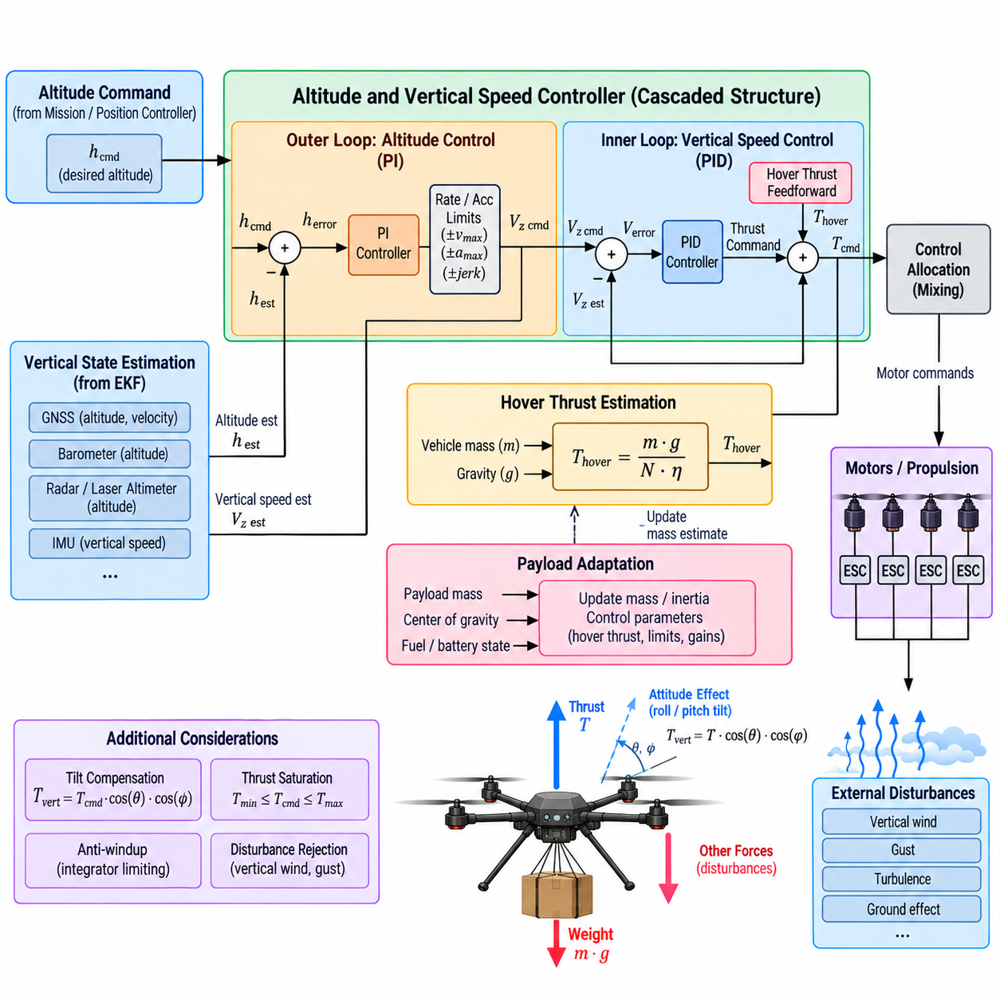 Altitude Command
(from Mission / Position Controller)
h_cmd
(desired altitude)
Altitude and Vertical Speed Controller (Cascaded Structure)
Outer Loop: Altitude Control
(PI)
h_cmd
h_error
−
h_est
PI
Controller
Rate / Acc
Limits
(±v_max)
(±a_max)
(±jerk)
V_z cmd
Inner Loop: Vertical Speed Control
(PID)
Hover Thrust
Feedforward
V_z cmd
+
+
+
−
V_z est
V_error
PID
Controller
Thrust
Command
T_hover
T_cmd
Control
Allocation
(Mixing)
Motor commands
Vertical State Estimation
(from EKF)
GNSS (altitude, velocity)
Barometer (altitude)
Radar / Laser Altimeter
(altitude)
IMU (vertical speed)
...
Altitude est
h_est
Vertical speed est
V_z est
Hover Thrust Estimation
Vehicle mass (m)
Gravity (g)
T_hover = m · g / N · η
T_hover
Update
mass estimate
Motors / Propulsion
ESC
ESC
ESC
ESC
Payload Adaptation
Payload mass
Center of gravity
Fuel / battery state
Update mass / inertia
Control parameters
(hover thrust, limits, gains)
Additional Considerations
Tilt Compensation
T_vert = T_cmd · cos(θ) · cos(φ)
Thrust Saturation
T_min ≤ T_cmd ≤ T_max
Anti-windup
(integrator limiting)
Disturbance Rejection
(vertical wind, gust)
Thrust
T
Attitude Effect
(roll / pitch tilt)
T_vert = T · cos(θ) · cos(φ)
θ, φ
Other Forces
(disturbances)
Weight
m · g
External Disturbances
Vertical wind
Gust
Turbulence
Ground effect
...